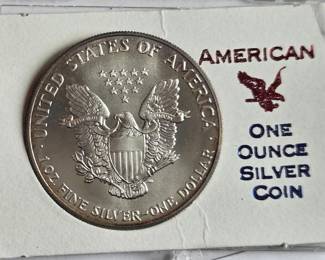 UNITED STATES OF AMERICA
1 OZ. FINE SILVER~ONE DOLLAR
AMERICAN
ONE
OUNCE
SILVER
COIN